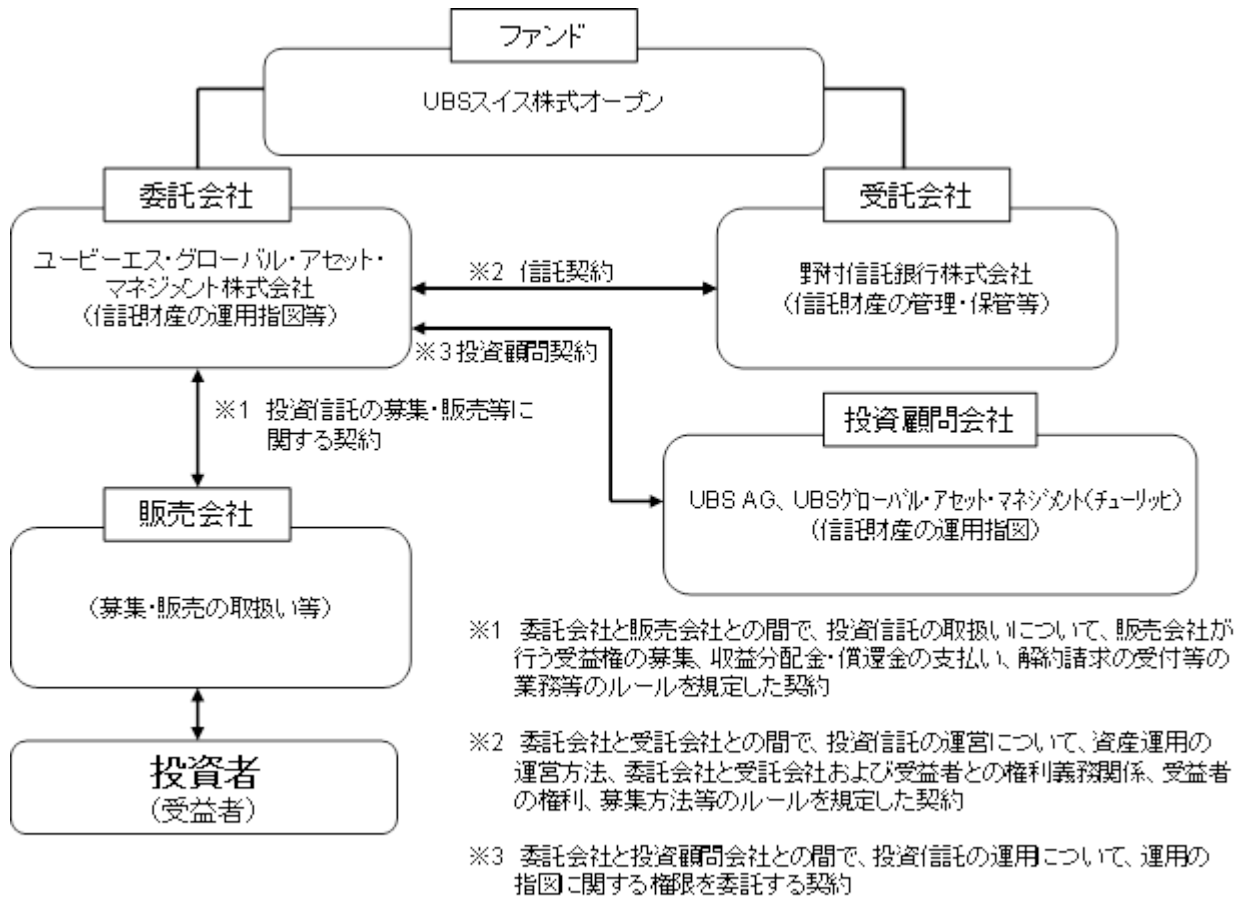 ファンド
UBSスイス株式オープン
委託会社
ユービーエス・グローバル・アセット・
マネジメント株式会社
（信託財産の運用指図等）
受託会社
野村信託銀行株式会社
（信託財産の管理・保管等）
※2 信託契約
※3 投資顧問契約
※1 投資信託の募集・販売等に
関する契約
投資顧問会社
UBS AG、UBSグローバル・アセット・マネジメント（チューリッヒ）
（信託財産の運用指図）
販売会社
（募集・販売の取扱い等）
投資者
（受益者）
※1 委託会社と販売会社との間で、投資信託の取扱いについて、販売会社が
行う受益権の募集、収益分配金・償還金の支払い、解約請求の受付等の
業務等のルールを規定した契約
※2 委託会社と受託会社との間で、投資信託の運営について、資産運用の
運営方法、委託会社と受託会社および受益者との権利義務関係、受益者
の権利、募集方法等のルールを規定した契約
※3 委託会社と投資顧問会社との間で、投資信託の運用について、運用の
指図に関する権限を委託する契約